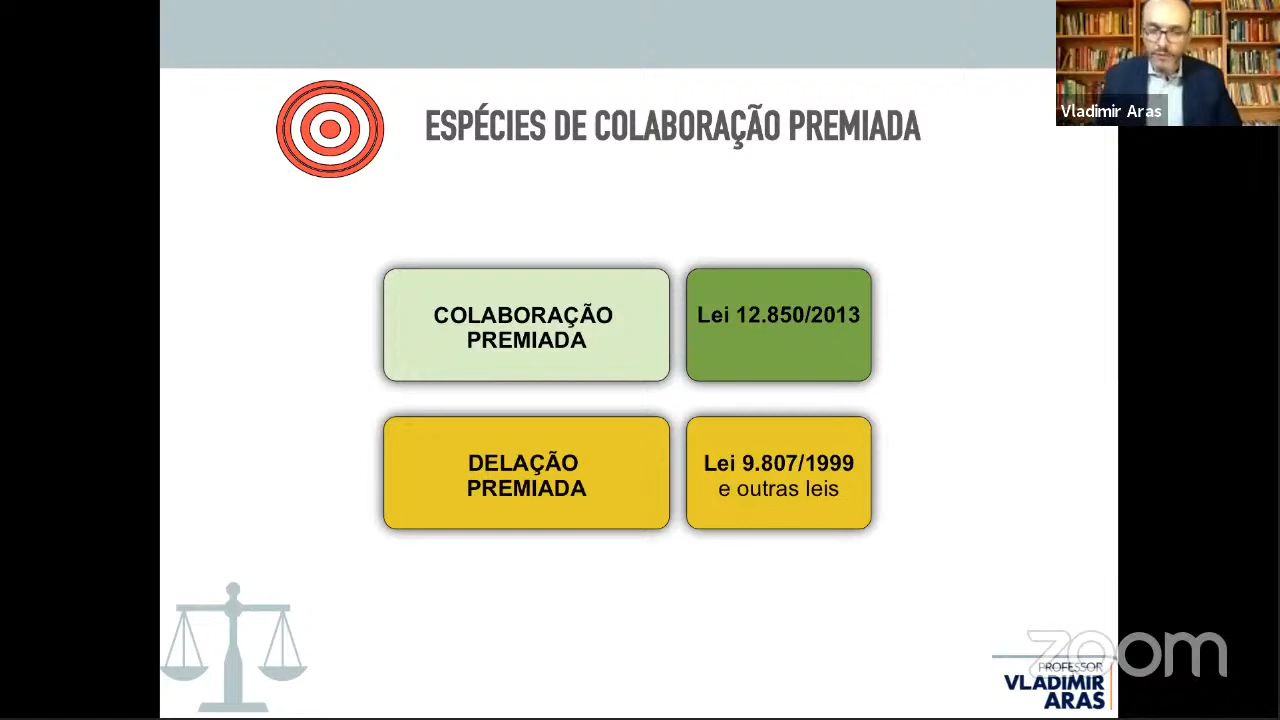 Vladimir Aras
ESPÉCIES DE COLABORAÇÃO PREMIADA
COLABORAÇÃO
PREMIADA
Lei 12.850/2013
DELAÇÃO
PREMIADA
Lei 9.807/1999
e outras leis
zoom
PROFESSOR
VLADIMIR
ARAS